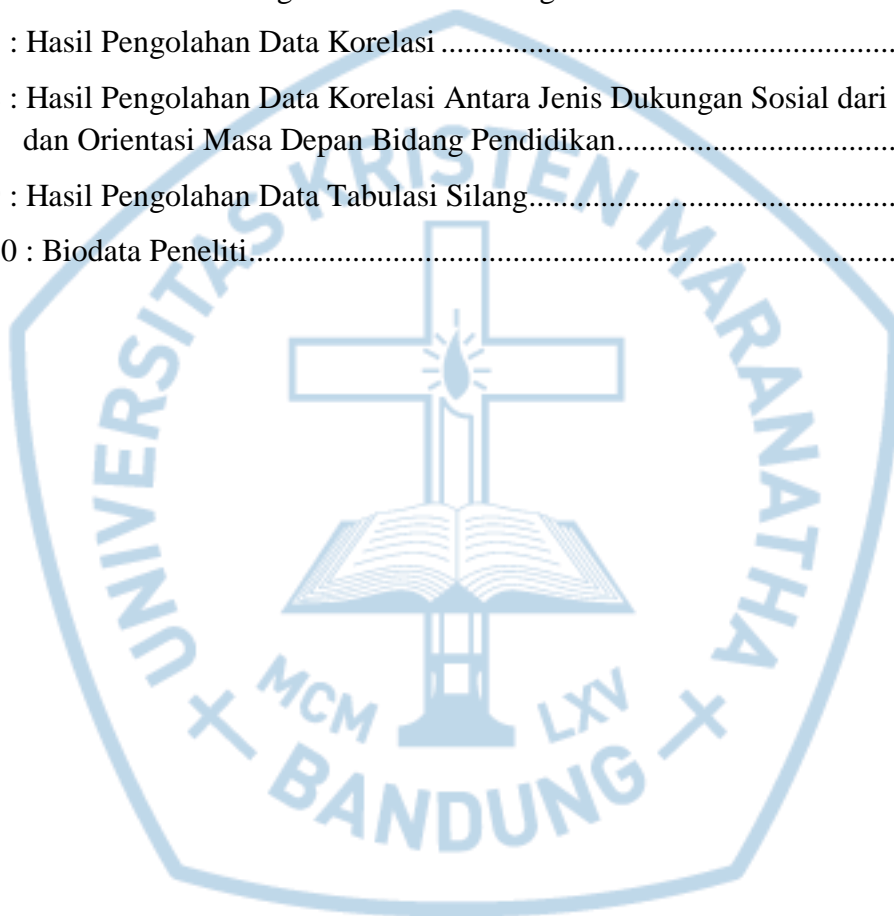 : Hasil Pengolahan Data Korelasi ...........................................................
: Hasil Pengolahan Data Korelasi Antara Jenis Dukungan Sosial dari
dan Orientasi Masa Depan Bidang Pendidikan....................................
: Hasil Pengolahan Data Tabulasi Silang................................................
0 : Biodata Peneliti...................................................................................
UNIVERSITAS KRISTEN MARANATHA
MCM LXV
BANDUNG